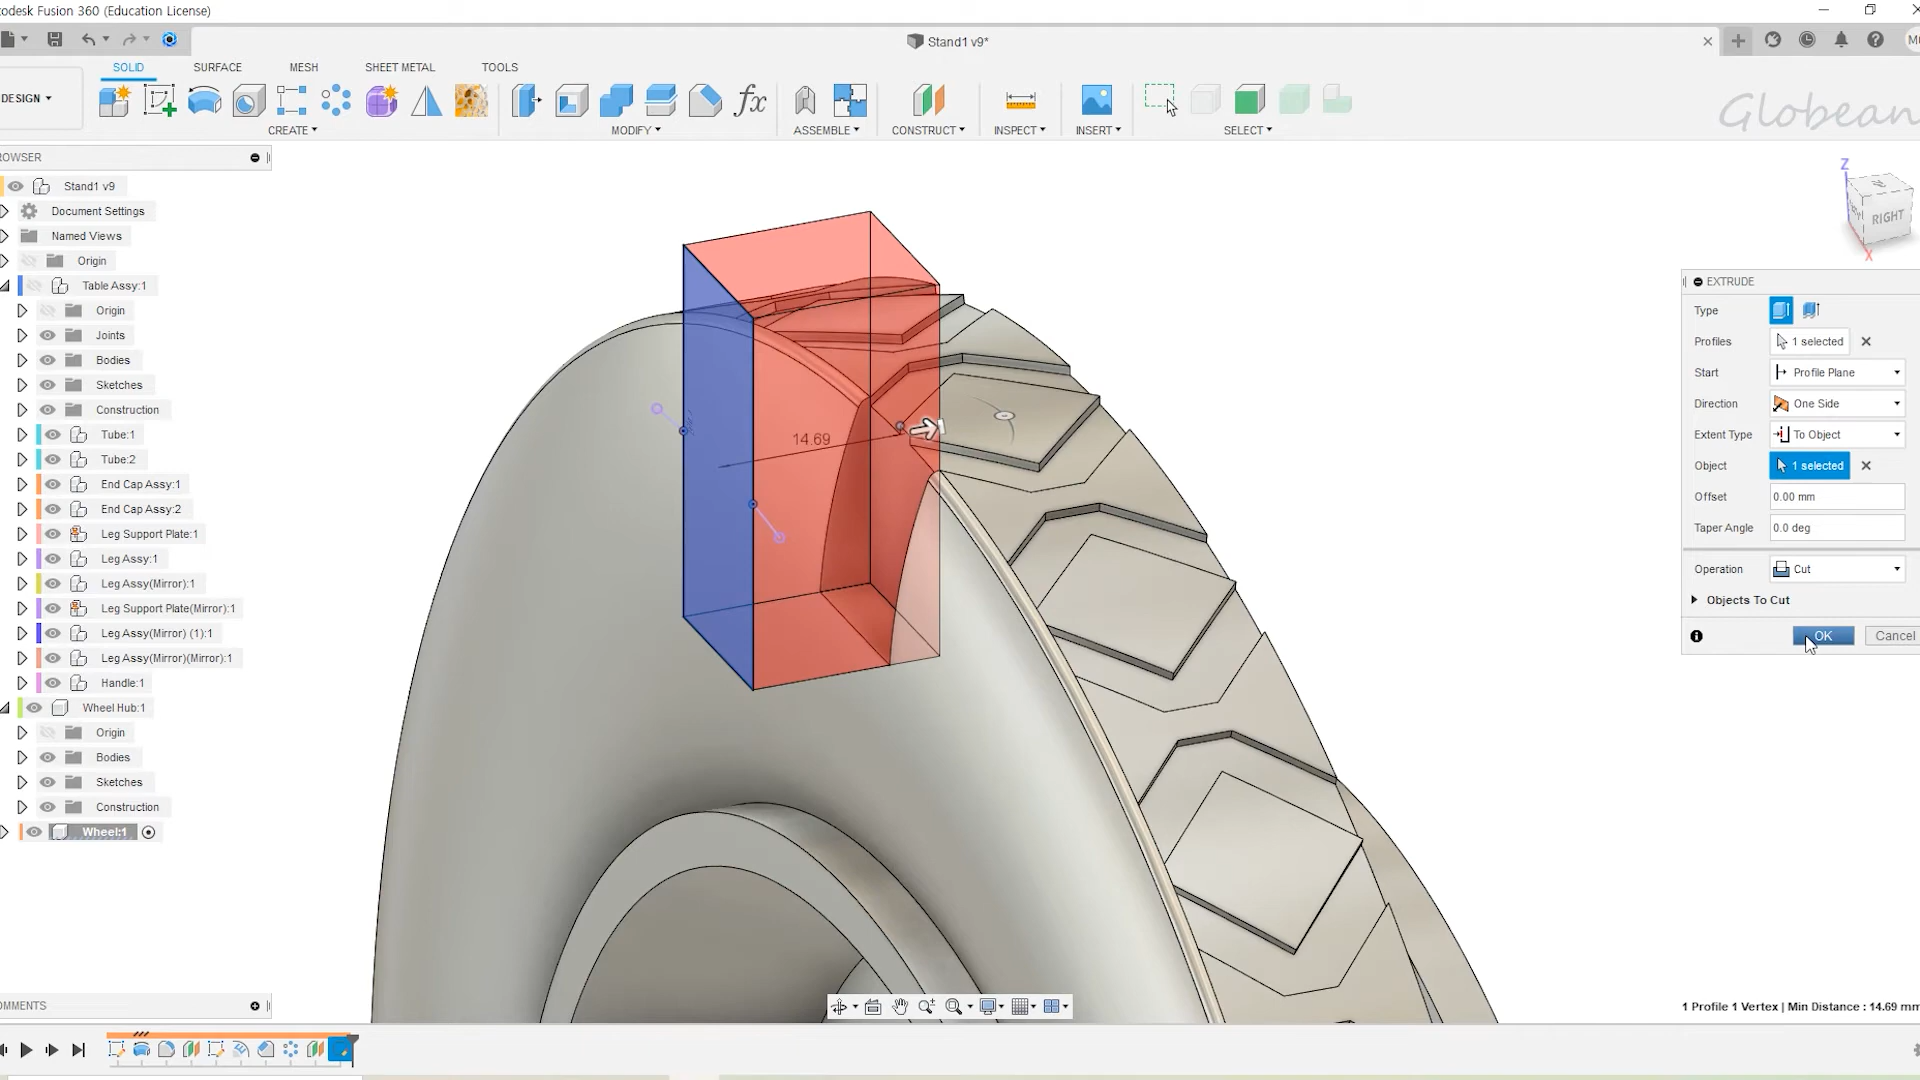 odesk Fusion 360 (Education License)
Stand1 v9*
SOLID SURFACE MESH SHEET METAL TOOLS
DESIGN
fx
Globean
CREATE MODIFY ASSEMBLE CONSTRUCT INSPECT INSERT SELECT
ROWSER
Stand1 v9
Document Settings
Named Views
Origin
Table Assy:1
Origin
Joints
Bodies
Sketches
Construction
Tube:1
Tube:2
End Cap Assy:1
End Cap Assy:2
Leg Support Plate:1
Leg Assy:1
Leg Assy(Mirror):1
Leg Support Plate(Mirror):1
Leg Assy(Mirror) (1):1
Leg Assy(Mirror)(Mirror):1
Handle:1
Wheel Hub:1
Origin
Bodies
Sketches
Construction
Wheel:1
14.69
Z
RIGHT
X
EXTRUDE
Type
Profiles 1 selected
Start Profile Plane
Direction One Side
Extent Type To Object
Object 1 selected
Offset 0.00 mm
Taper Angle 0.0 deg
Operation Cut
Objects To Cut
OK Cancel
OMMENTS
1 Profile 1 Vertex | Min Distance : 14.69 mm